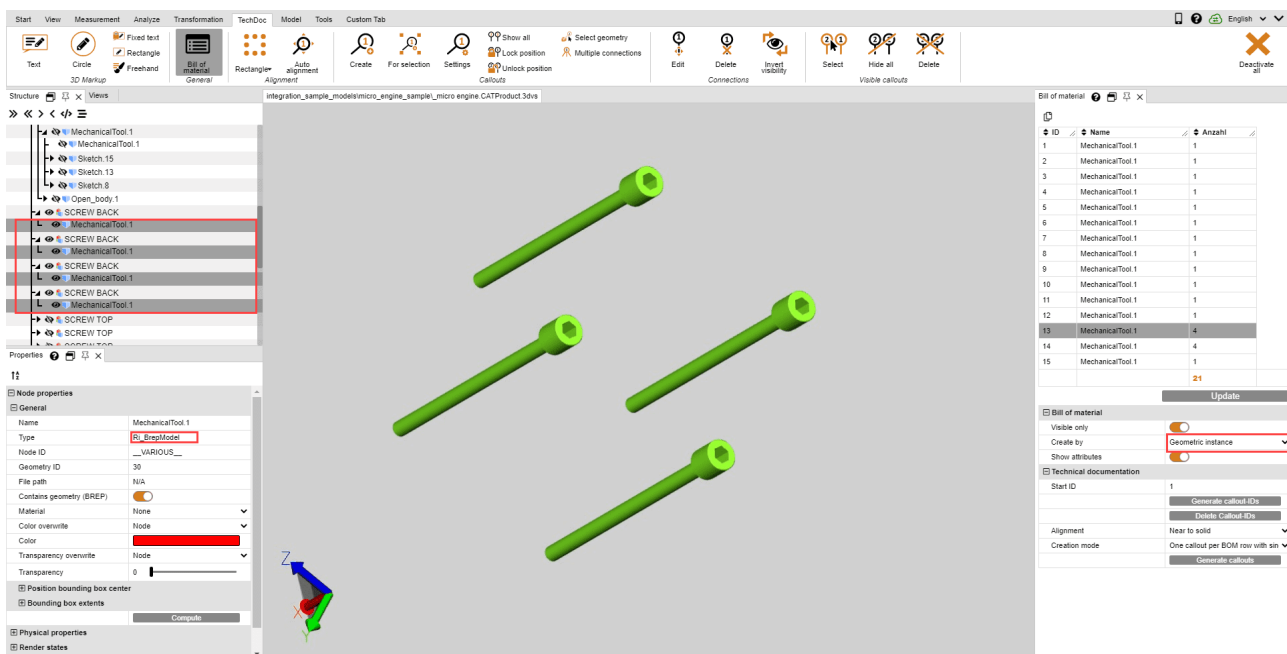 Start View Measurement Analyze Transformation TechDoc Model Tools Custom Tab English
Text Circle Fixed text Rectangle Freehand 3D Markup
Bill of material General
Rectangle Auto alignment Alignment
Create For selection Settings Show all Lock position Unlock position Select geometry Multiple connections Callouts
Edit Delete Invert visibility Connections
Select Hide all Delete Visible callouts
Deactivate all
Structure Views
MechanicalTool.1
MechanicalTool.1
Sketch.15
Sketch.13
Sketch.8
Open_body.1
SCREW BACK
MechanicalTool.1
SCREW BACK
MechanicalTool.1
SCREW BACK
MechanicalTool.1
SCREW BACK
MechanicalTool.1
SCREW TOP
SCREW TOP
Properties
Node properties
General
Name MechanicalTool.1
Type Ri_BrepModel
Node ID __VARIOUS__
Geometry ID 30
File path N/A
Contains geometry (BREP)
Material None
Color overwrite Node
Color
Transparency overwrite Node
Transparency 0
Position bounding box center
Bounding box extents
Compute
Physical properties
Render states
integration_sample_models\micro_engine_sample\_micro engine.CATProduct.3dvs
Z
X
Y
Bill of material
ID Name Anzahl
1 MechanicalTool.1 1
2 MechanicalTool.1 1
3 MechanicalTool.1 1
4 MechanicalTool.1 1
5 MechanicalTool.1 1
6 MechanicalTool.1 1
7 MechanicalTool.1 1
8 MechanicalTool.1 1
9 MechanicalTool.1 1
10 MechanicalTool.1 1
11 MechanicalTool.1 1
12 MechanicalTool.1 1
13 MechanicalTool.1 4
14 MechanicalTool.1 4
15 MechanicalTool.1 1
21
Update
Bill of material
Visible only
Create by Geometric instance
Show attributes
Technical documentation
Start ID 1
Generate callout-IDs
Delete Callout-IDs
Alignment Near to solid
Creation mode One callout per BOM row with sin
Generate callouts